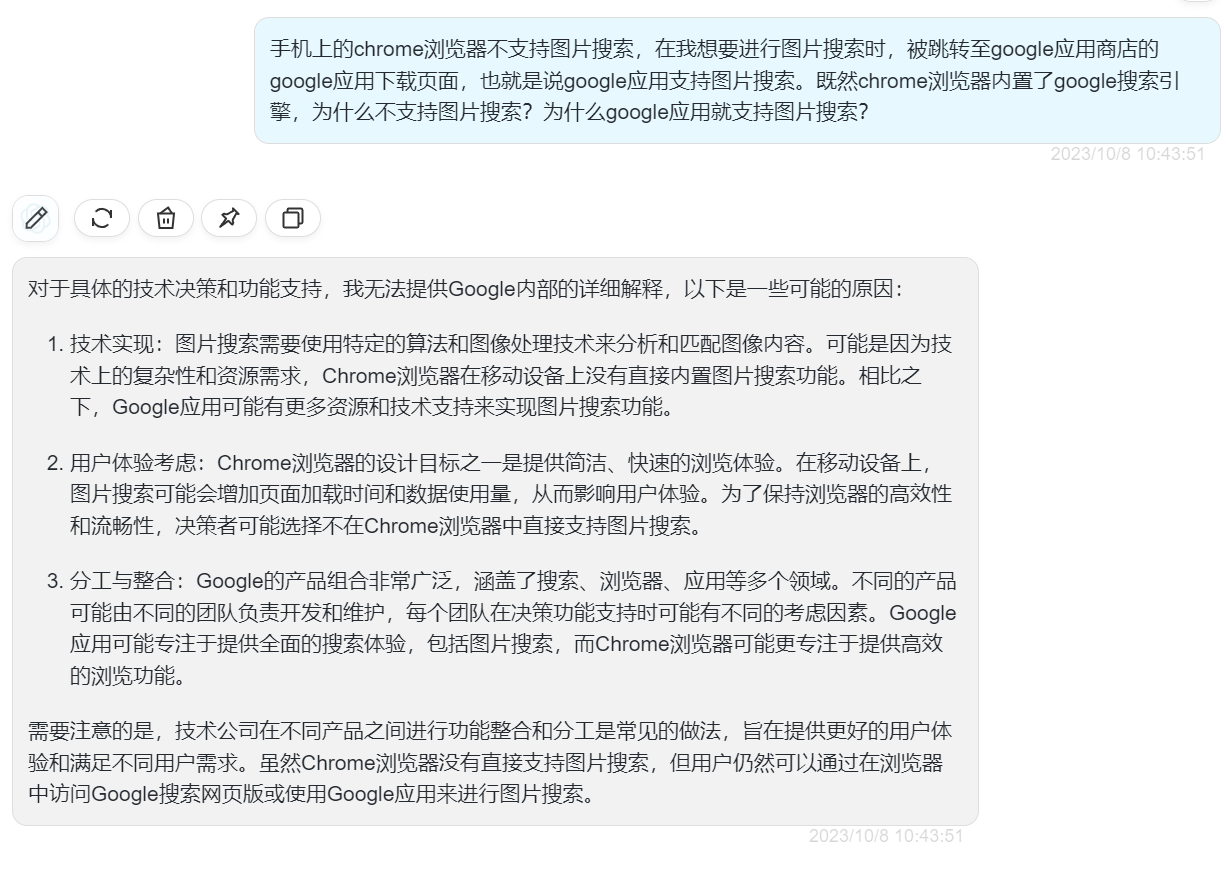 手机上的chrome浏览器不支持图片搜索，在我想要进行图片搜索时，被跳转至google应用商店的
google应用下载页面，也就是说google应用支持图片搜索。既然chrome浏览器内置了google搜索引
擎，为什么不支持图片搜索？为什么google应用就支持图片搜索？
2023/10/8 10:43:51
对于具体的技术决策和功能支持，我无法提供Google内部的详细解释，以下是一些可能的原因：
1. 技术实现：图片搜索需要使用特定的算法和图像处理技术来分析和匹配图像内容。可能是因为技
术上的复杂性和资源需求，Chrome浏览器在移动设备上没有直接内置图片搜索功能。相比之
下，Google应用可能有更多资源和技术支持来实现图片搜索功能。
2. 用户体验考虑：Chrome浏览器的设计目标之一是提供简洁、快速的浏览体验。在移动设备上，
图片搜索可能会增加页面加载时间和数据使用量，从而影响用户体验。为了保持浏览器的高效性
和流畅性，决策者可能选择不在Chrome浏览器中直接支持图片搜索。
3. 分工与整合：Google的产品组合非常广泛，涵盖了搜索、浏览器、应用等多个领域。不同的产品
可能由不同的团队负责开发和维护，每个团队在决策功能支持时可能有不同的考虑因素。Google
应用可能专注于提供全面的搜索体验，包括图片搜索，而Chrome浏览器可能更专注于提供高效
的浏览功能。
需要注意的是，技术公司在不同产品之间进行功能整合和分工是常见的做法，旨在提供更好的用户体
验和满足不同用户需求。虽然Chrome浏览器没有直接支持图片搜索，但用户仍然可以通过在浏览器
中访问Google搜索网页版或使用Google应用来进行图片搜索。
2023/10/8 10:43:51